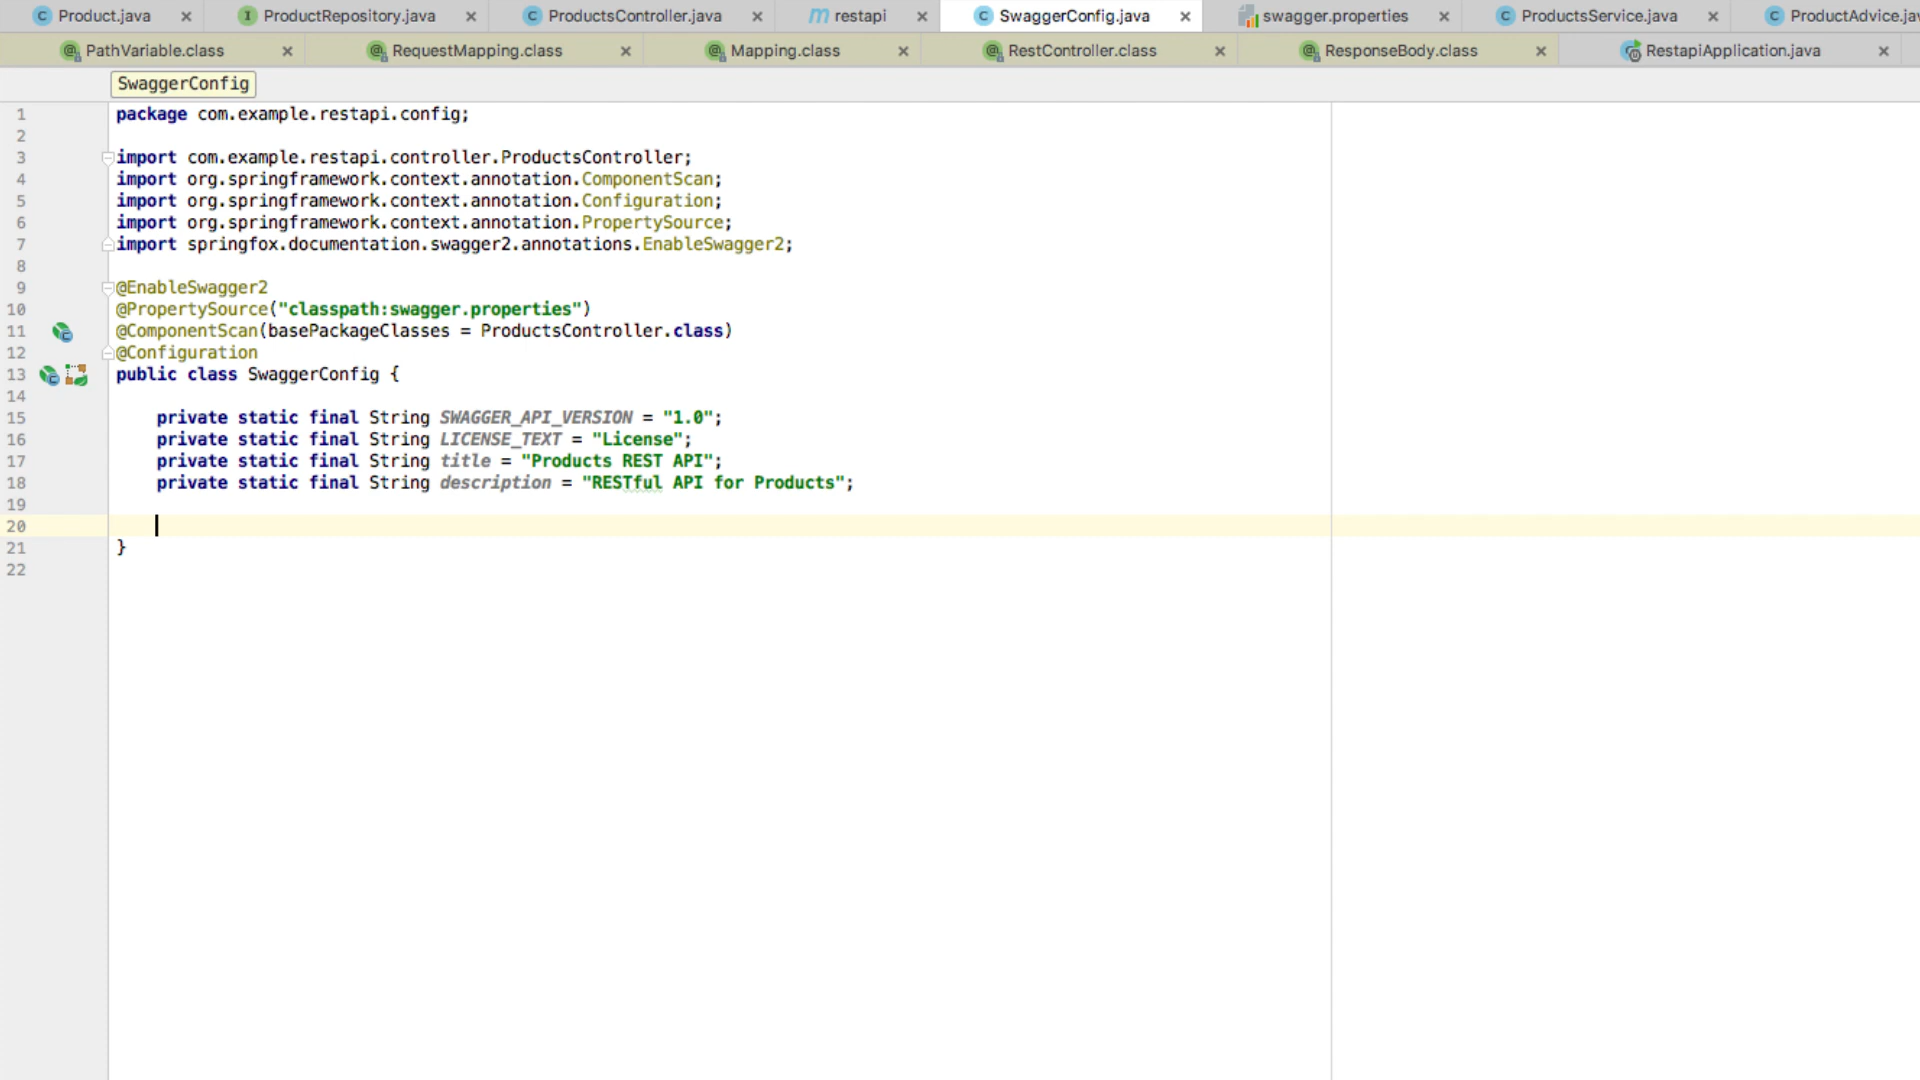 Product.java ProductRepository.java ProductsController.java restapi SwaggerConfig.java swagger.properties ProductsService.java ProductAdvice.ja
PathVariable.class RequestMapping.class Mapping.class RestController.class ResponseBody.class RestapiApplication.java
SwaggerConfig
1 package com.example.restapi.config;
2
3 import com.example.restapi.controller.ProductsController;
4 import org.springframework.context.annotation.ComponentScan;
5 import org.springframework.context.annotation.Configuration;
6 import org.springframework.context.annotation.PropertySource;
7 import springfox.documentation.swagger2.annotations.EnableSwagger2;
8
9 @EnableSwagger2
10 @PropertySource("classpath:swagger.properties")
11 @ComponentScan(basePackageClasses = ProductsController.class)
12 @Configuration
13 public class SwaggerConfig {
14
15 private static final String SWAGGER_API_VERSION = "1.0";
16 private static final String LICENSE_TEXT = "License";
17 private static final String title = "Products REST API";
18 private static final String description = "RESTful API for Products";
19
20
21 }
22